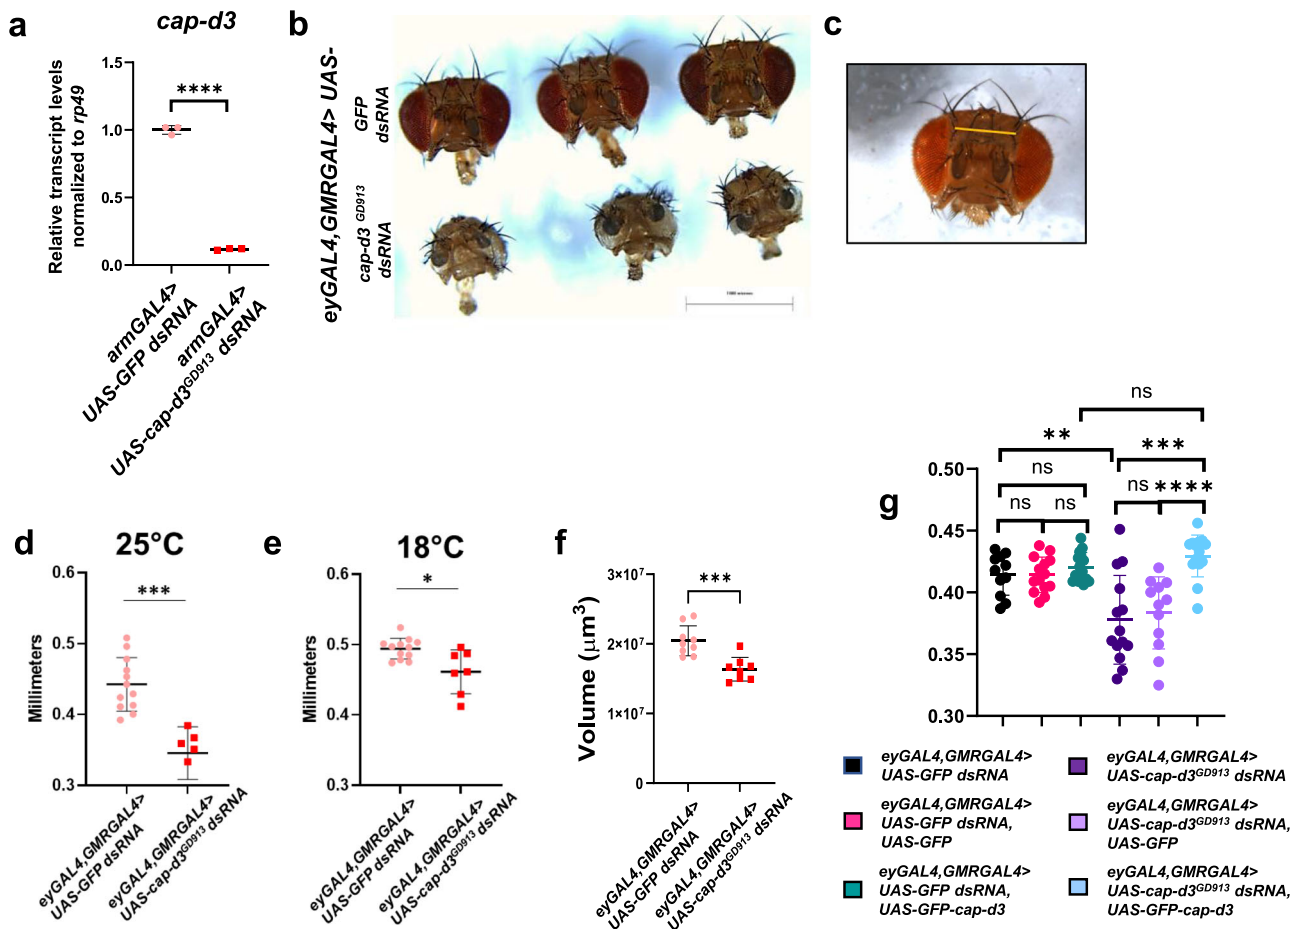 a
cap-d3
Relative transcript levels
normalized to rp49
1.5
1.0
0.5
0.0
****
armGAL4>
UAS-GFP dsRNA
armGAL4>
UAS-cap-d3GD913 dsRNA
b
eyGAL4,GMRGAL4> UAS-
GFP
dsRNA
cap-d3 GD913
dsRNA
c
d
25°C
Millimeters
0.6
0.5
0.4
0.3
***
eyGAL4,GMRGAL4>
UAS-GFP dsRNA
eyGAL4,GMRGAL4>
UAS-cap-d3GD913 dsRNA
e
18°C
Millimeters
0.6
0.5
0.4
0.3
*
eyGAL4,GMRGAL4>
UAS-GFP dsRNA
eyGAL4,GMRGAL4>
UAS-cap-d3GD913 dsRNA
f
Volume (μm3)
3×10⁷
2×10⁷
1×10⁷
0
***
eyGAL4,GMRGAL4>
UAS-GFP dsRNA
eyGAL4,GMRGAL4>
UAS-cap-d3GD913 dsRNA
g
0.50
0.45
0.40
0.35
0.30
ns
**
***
ns
ns
****
ns
ns
eyGAL4,GMRGAL4>
UAS-GFP dsRNA
eyGAL4,GMRGAL4>
UAS-GFP dsRNA,
UAS-GFP
eyGAL4,GMRGAL4>
UAS-GFP dsRNA,
UAS-GFP-cap-d3
eyGAL4,GMRGAL4>
UAS-cap-d3GD913 dsRNA
eyGAL4,GMRGAL4>
UAS-cap-d3GD913 dsRNA,
UAS-GFP
eyGAL4,GMRGAL4>
UAS-cap-d3GD913 dsRNA,
UAS-GFP-cap-d3